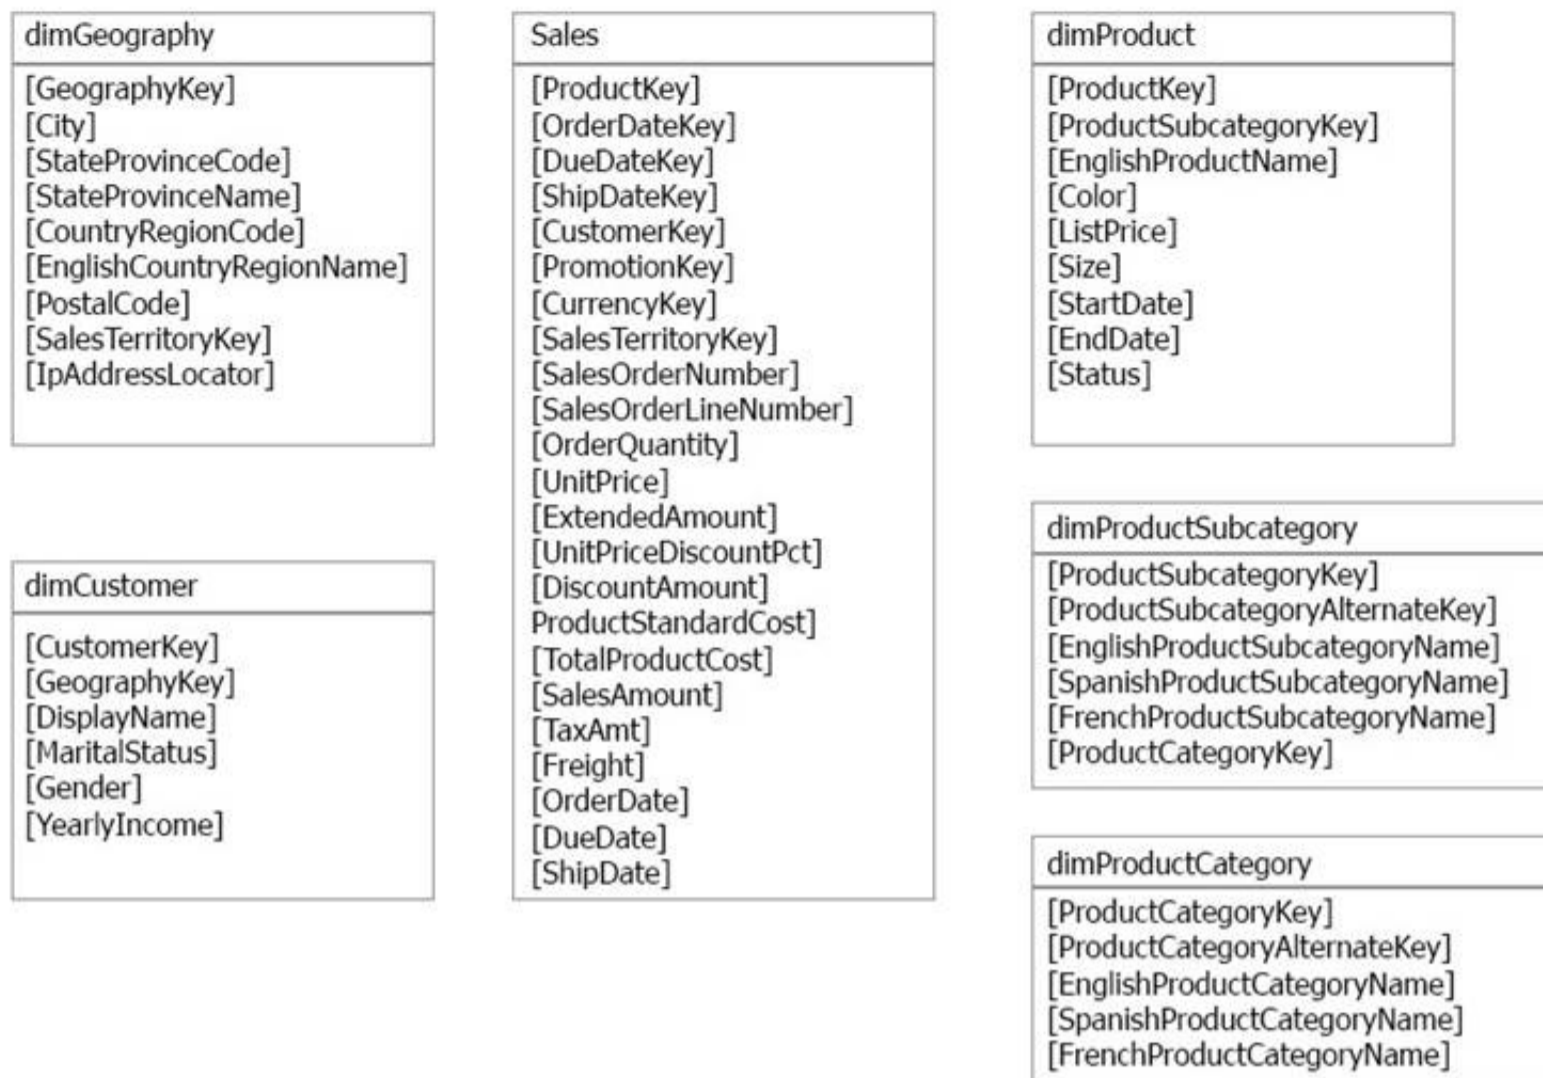 dimGeography
[GeographyKey]
[City]
[StateProvinceCode]
[StateProvinceName]
[CountryRegionCode]
[EnglishCountryRegionName]
[PostalCode]
[SalesTerritoryKey]
[IpAddressLocator]
dimCustomer
[CustomerKey]
[GeographyKey]
[DisplayName]
[MaritalStatus]
[Gender]
[YearlyIncome]
Sales
[ProductKey]
[OrderDateKey]
[DueDateKey]
[ShipDateKey]
[CustomerKey]
[PromotionKey]
[CurrencyKey]
[SalesTerritoryKey]
[SalesOrderNumber]
[SalesOrderLineNumber]
[OrderQuantity]
[UnitPrice]
[ExtendedAmount]
[UnitPriceDiscountPct]
[DiscountAmount]
ProductStandardCost]
[TotalProductCost]
[SalesAmount]
[TaxAmt]
[Freight]
[OrderDate]
[DueDate]
[ShipDate]
dimProduct
[ProductKey]
[ProductSubcategoryKey]
[EnglishProductName]
[Color]
[ListPrice]
[Size]
[StartDate]
[EndDate]
[Status]
dimProductSubcategory
[ProductSubcategoryKey]
[ProductSubcategoryAlternateKey]
[EnglishProductSubcategoryName]
[SpanishProductSubcategoryName]
[FrenchProductSubcategoryName]
[ProductCategoryKey]
dimProductCategory
[ProductCategoryKey]
[ProductCategoryAlternateKey]
[EnglishProductCategoryName]
[SpanishProductCategoryName]
[FrenchProductCategoryName]